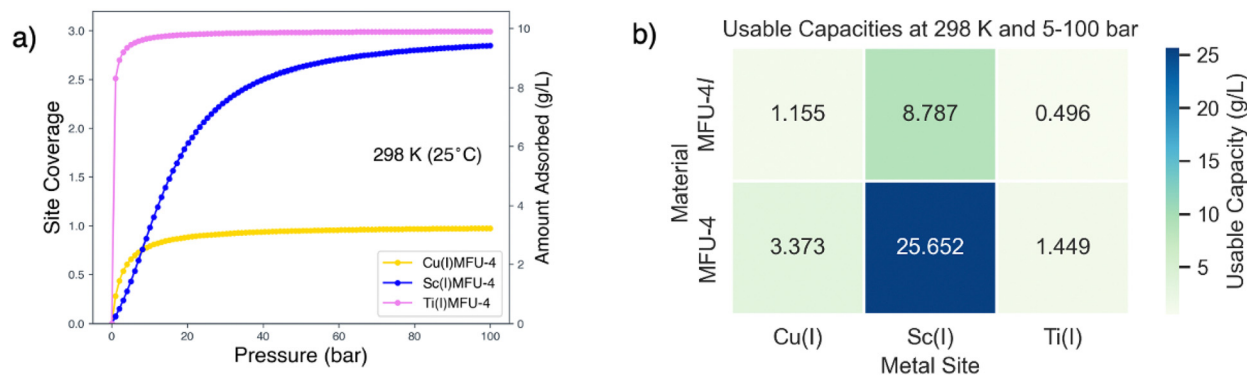 a)
Site Coverage
3.0
2.5
2.0
1.5
1.0
0.5
0.0
0
20
40
60
80
100
Pressure (bar)
10
8
6
4
2
0
Amount Adsorbed (g/L)
298 K (25°C)
Cu(I)MFU-4
Sc(I)MFU-4
Ti(I)MFU-4
b)
Usable Capacities at 298 K and 5-100 bar
Material
MFU-4l
MFU-4
1.155 8.787 0.496
3.373 25.652 1.449
Cu(I) Sc(I) Ti(I)
Metal Site
25
20
15
10
5
Usable Capacity (g/L)